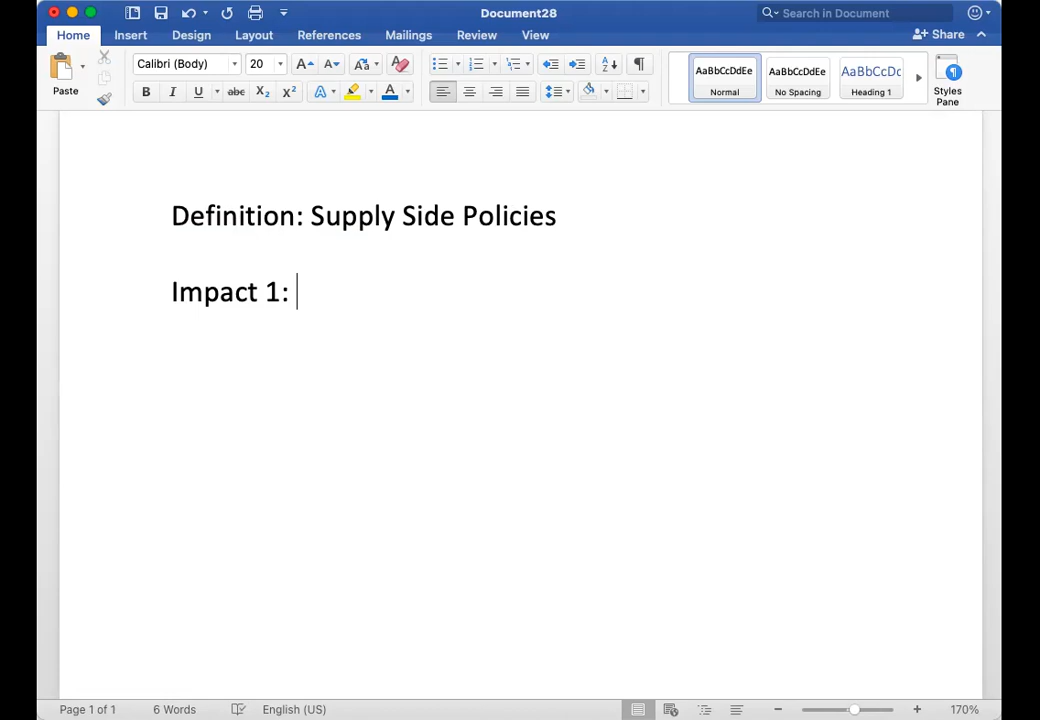 Document28
Search in Document
Home Insert Design Layout References Mailings Review View Share
Paste
Calibri (Body) 20
AaBbCcDdEe AaBbCcDdEe AaBbCcDc
Normal No Spacing Heading 1
Styles Pane
Definition: Supply Side Policies
Impact 1:
Page 1 of 1 6 Words English (US) 170%